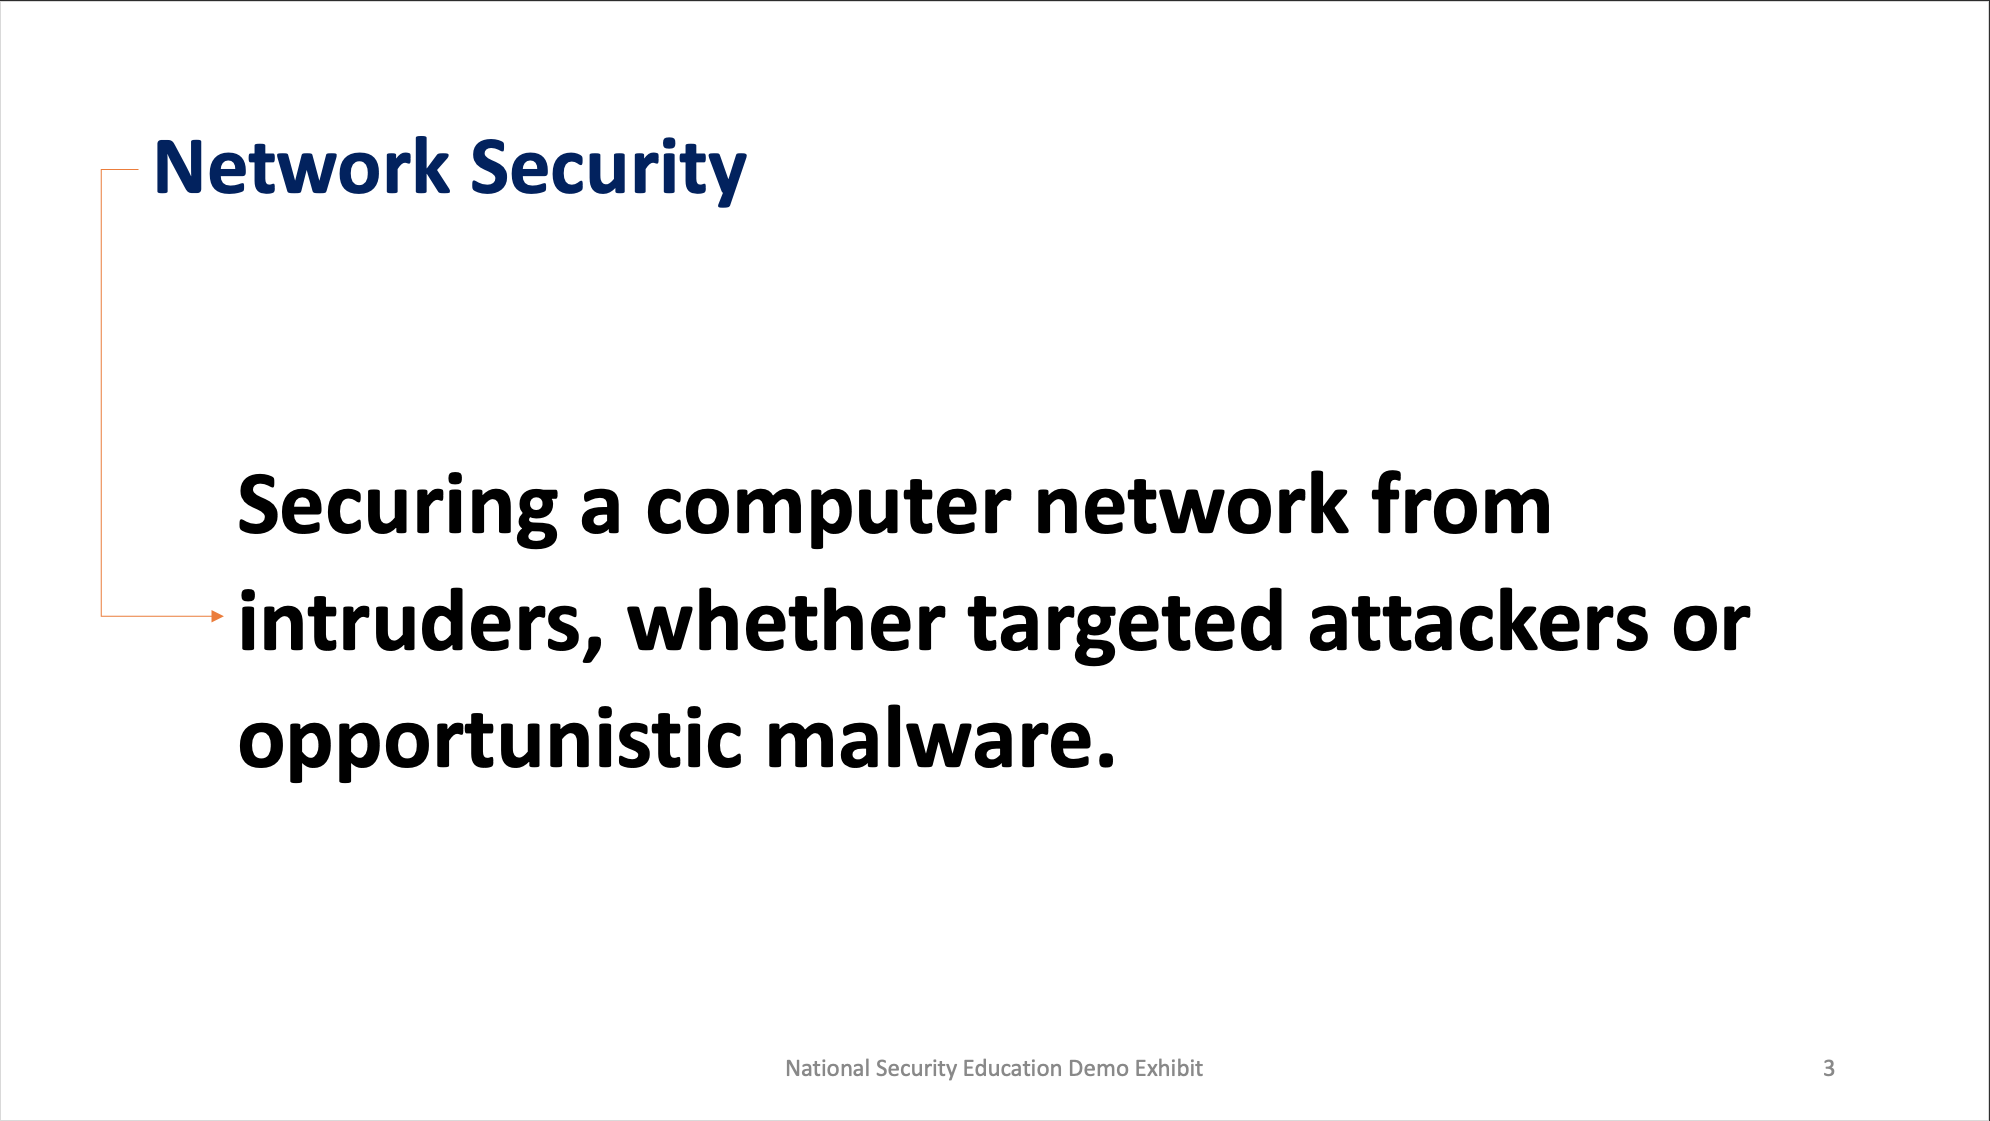 Network Security
Securing a computer network from
intruders, whether targeted attackers or
opportunistic malware.
National Security Education Demo Exhibit
3